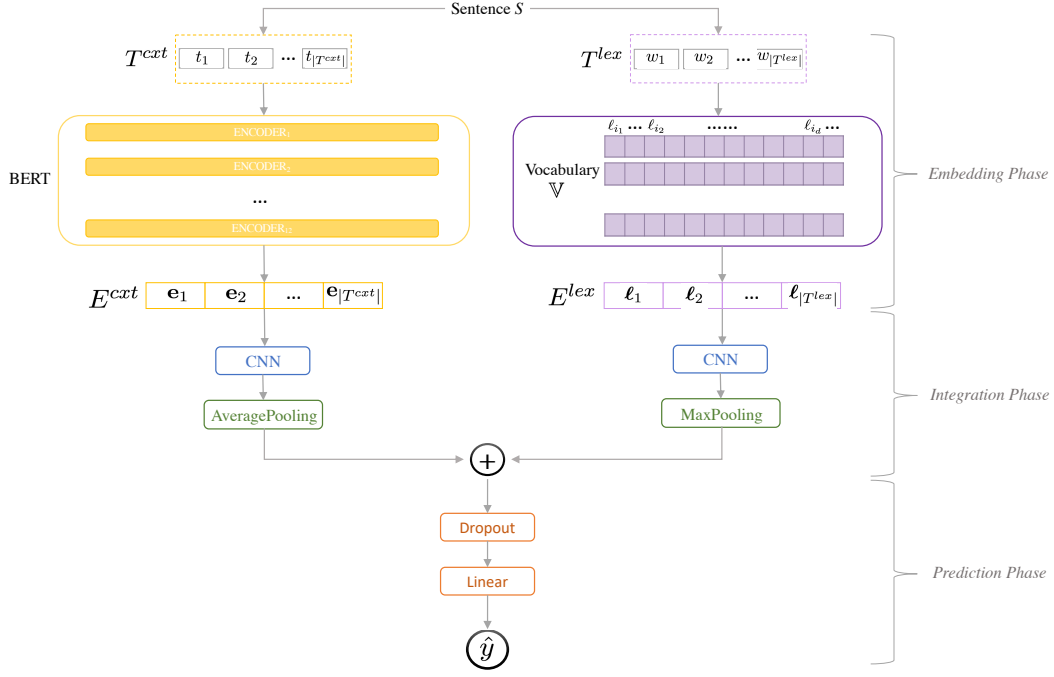 Sentence S
T^{cxt} t_1 t_2 ... t_{|T^{cxt}|}
T^{lex} w_1 w_2 ... w_{|T^{lex}|}
ENCODER_1
ENCODER_2
...
ENCODER_{12}
BERT
ℓ_{i_1} ... ℓ_{i_2} ...... ℓ_{i_d} ...
Vocabulary
𝕍
Embedding Phase
E^{cxt} e_1 e_2 ... e_{|T^{cxt}|}
E^{lex} ℓ_1 ℓ_2 ... ℓ_{|T^{lex}|}
CNN
CNN
AveragePooling
MaxPooling
Integration Phase
+
Dropout
Linear
Prediction Phase
ŷ